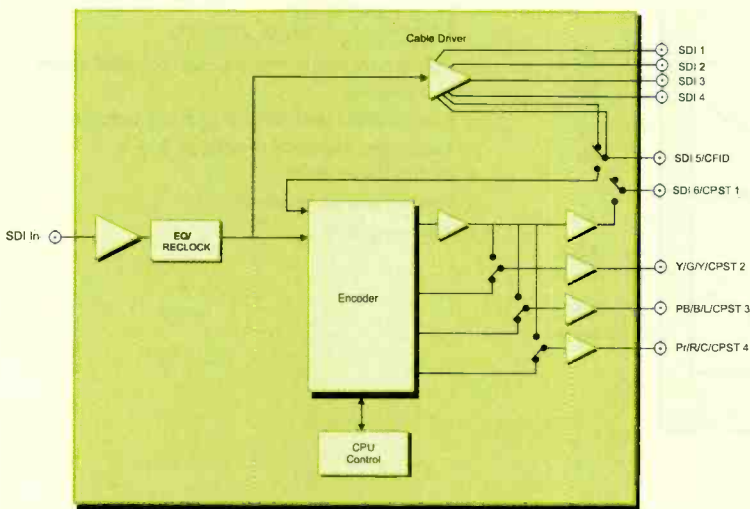 Cable Driver
SDI 1
SDI 2
SDI 3
SDI 4
SDI 5/CFID
SDI 6/CPST 1
SDI In
EQ/
RECLOCK
Y/G/Y/CPST 2
Encoder
PB/B/L/CPST 3
Pr/R/C/CPST 4
CPU
Control